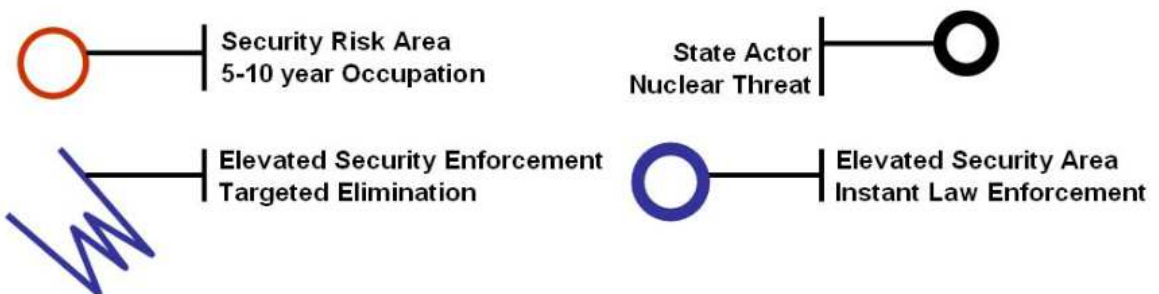 Security Risk Area
5-10 year Occupation
State Actor
Nuclear Threat
Elevated Security Enforcement
Targeted Elimination
Elevated Security Area
Instant Law Enforcement